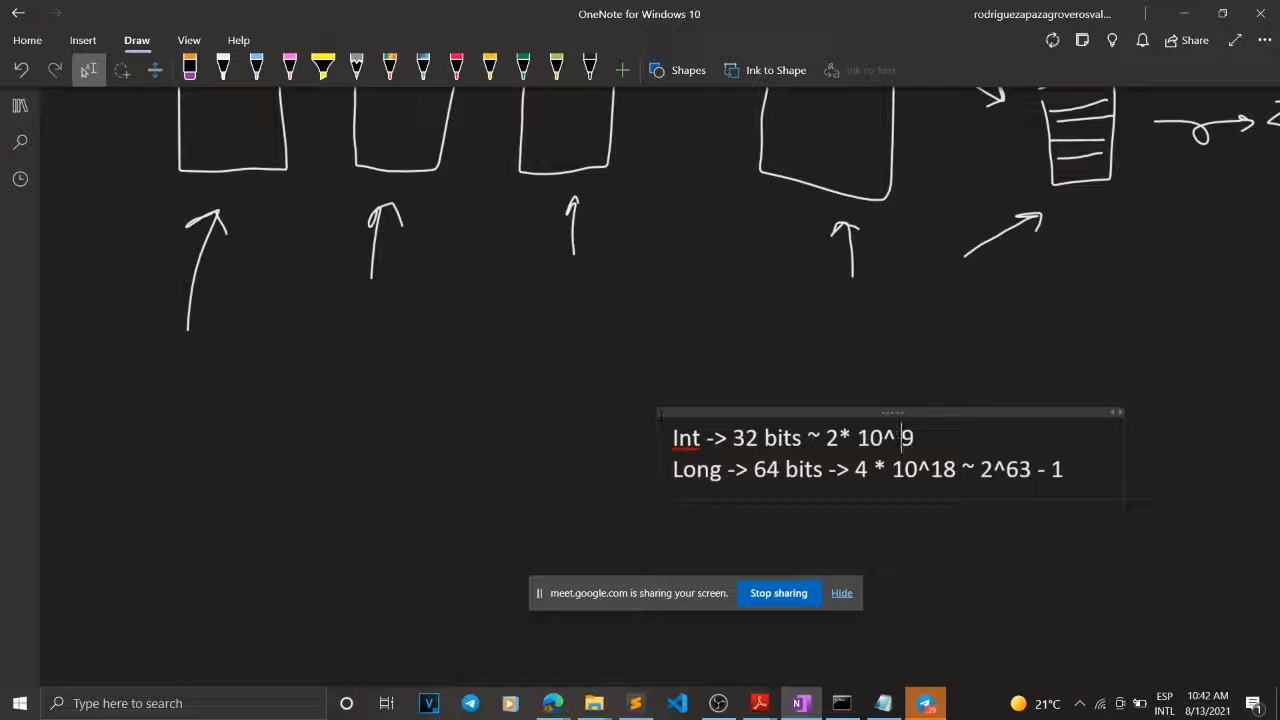 OneNote for Windows 10
rodriguezapazagroverosval...
Home Insert Draw View Help
Share
Shapes
Ink to Shape
Ink to Text
Int -> 32 bits ~ 2* 10^ 9
Long -> 64 bits -> 4 * 10^18 ~ 2^63 - 1
meet.google.com is sharing your screen.
Stop sharing
Hide
Type here to search
21°C
ESP
INTL
10:42 AM
8/13/2021